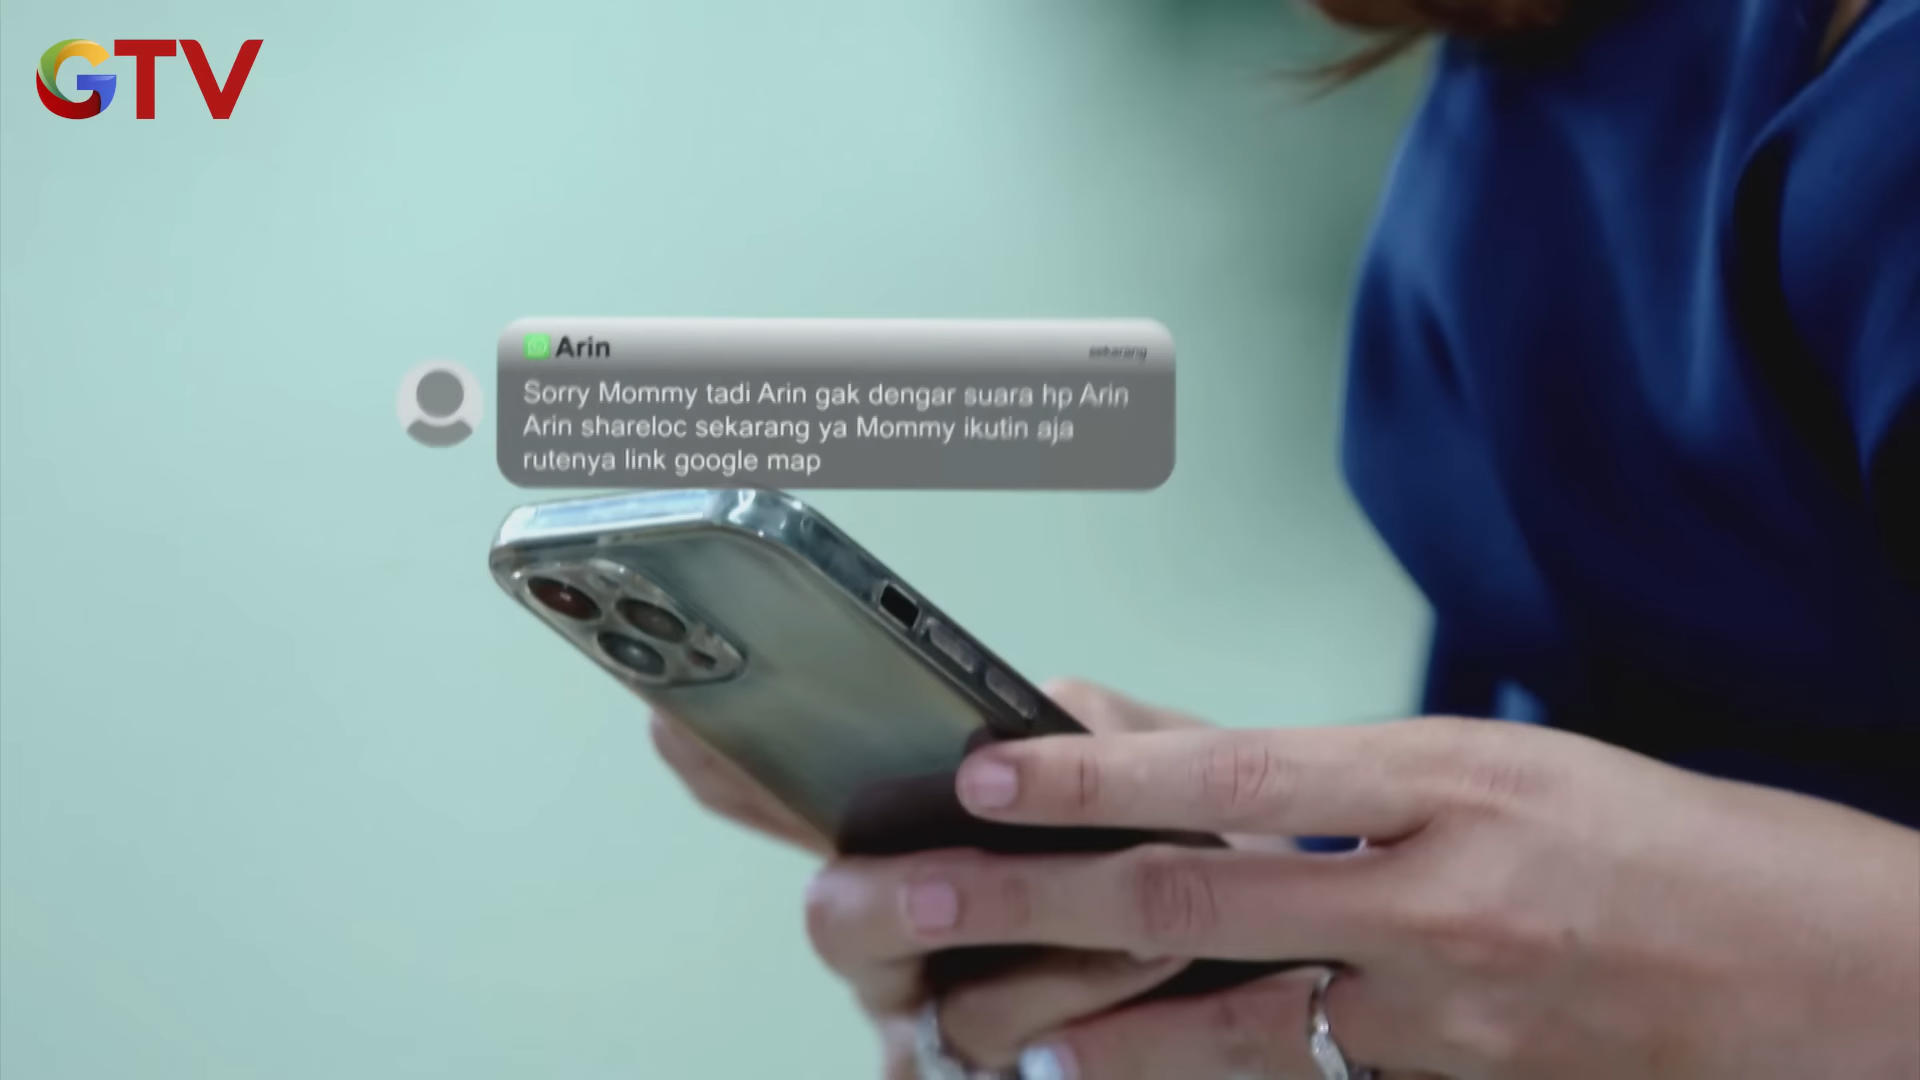 GTV
Arin
sekarang
Sorry Mommy tadi Arin gak dengar suara hp Arin
Arin shareloc sekarang ya Mommy ikutin aja
rutenya link google map